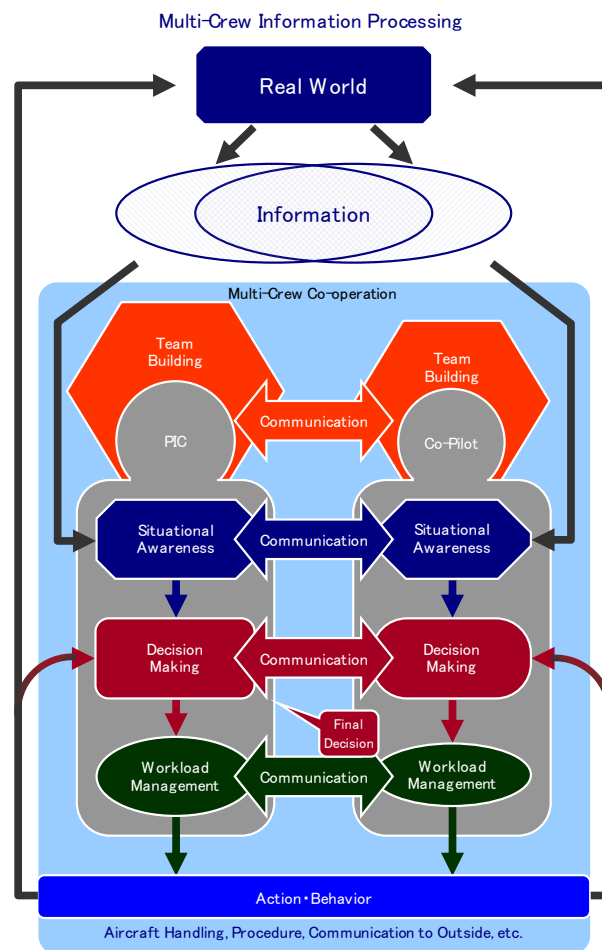 Multi-Crew Information Processing
Real World
Information
Multi-Crew Co-operation
Team
Building
Team
Building
Communication
PIC
Co-Pilot
Situational
Awareness
Communication
Situational
Awareness
Decision
Making
Communication
Decision
Making
Final
Decision
Workload
Management
Communication
Workload
Management
Action・Behavior
Aircraft Handling, Procedure, Communication to Outside, etc.